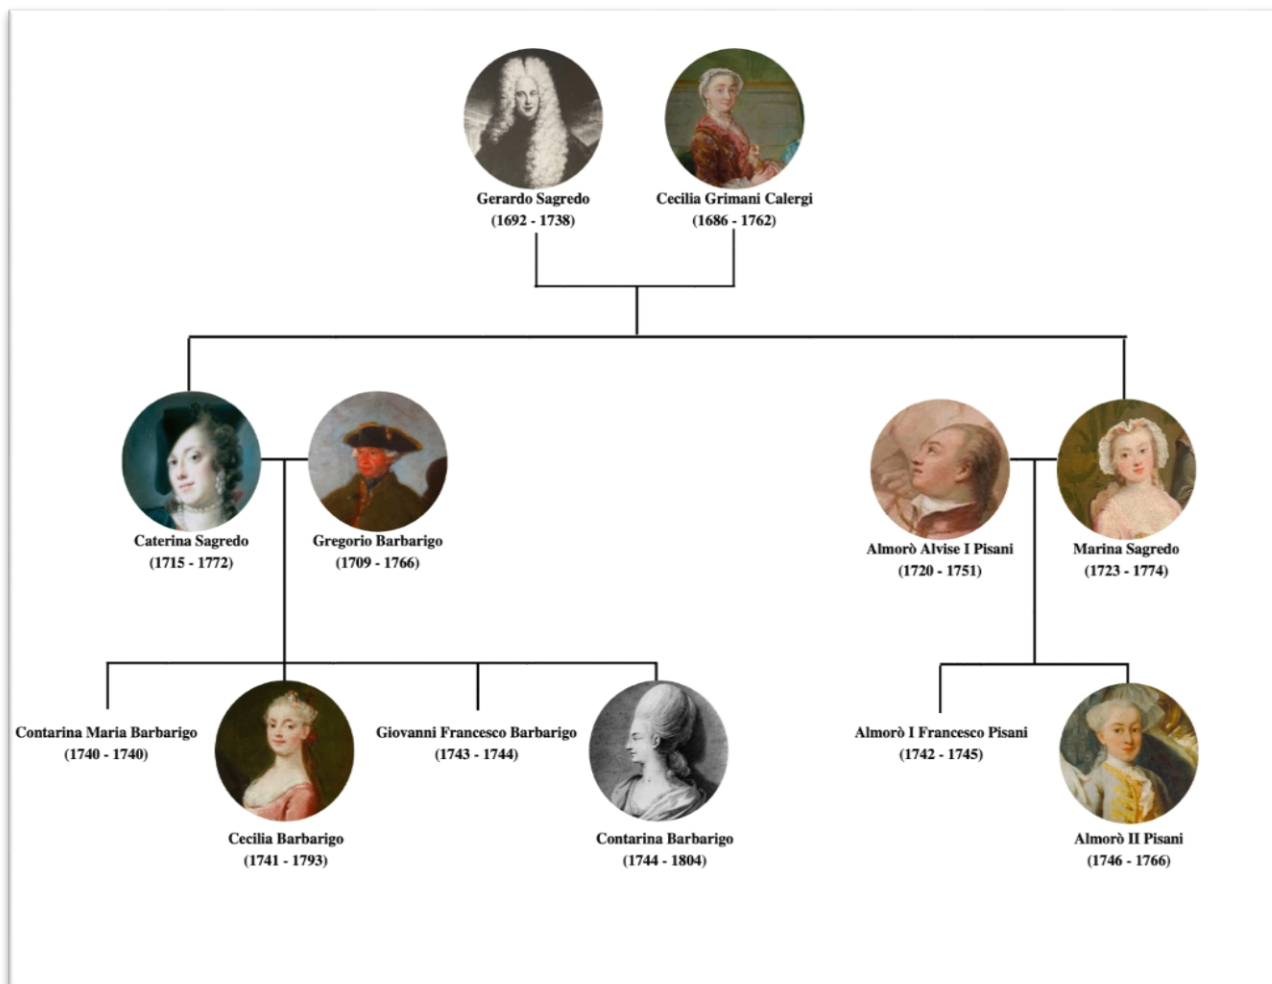 Gerardo Sagredo
(1692 - 1738)
Cecilia Grimani Calergi
(1686 - 1762)
Caterina Sagredo
(1715 - 1772)
Gregorio Barbarigo
(1709 - 1766)
Almorò Alvise I Pisani
(1720 - 1751)
Marina Sagredo
(1723 - 1774)
Contarina Maria Barbarigo
(1740 - 1740)
Cecilia Barbarigo
(1741 - 1793)
Giovanni Francesco Barbarigo
(1743 - 1744)
Contarina Barbarigo
(1744 - 1804)
Almorò I Francesco Pisani
(1742 - 1745)
Almorò II Pisani
(1746 - 1766)